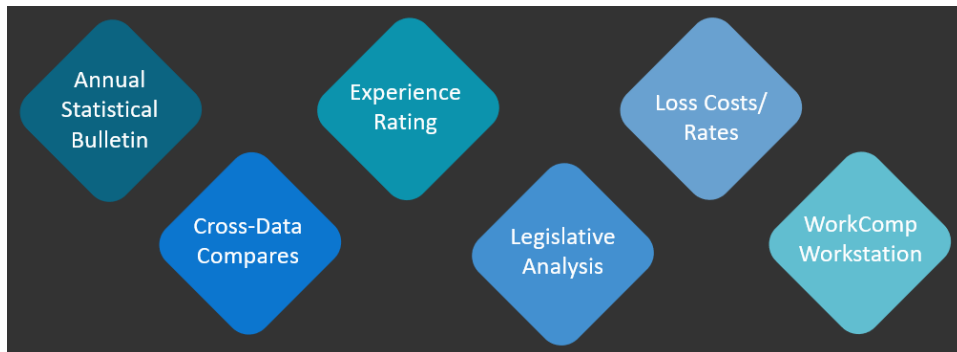 Annual
Statistical
Bulletin
Cross-Data
Compares
Experience
Rating
Legislative
Analysis
Loss Costs/
Rates
WorkComp
Workstation